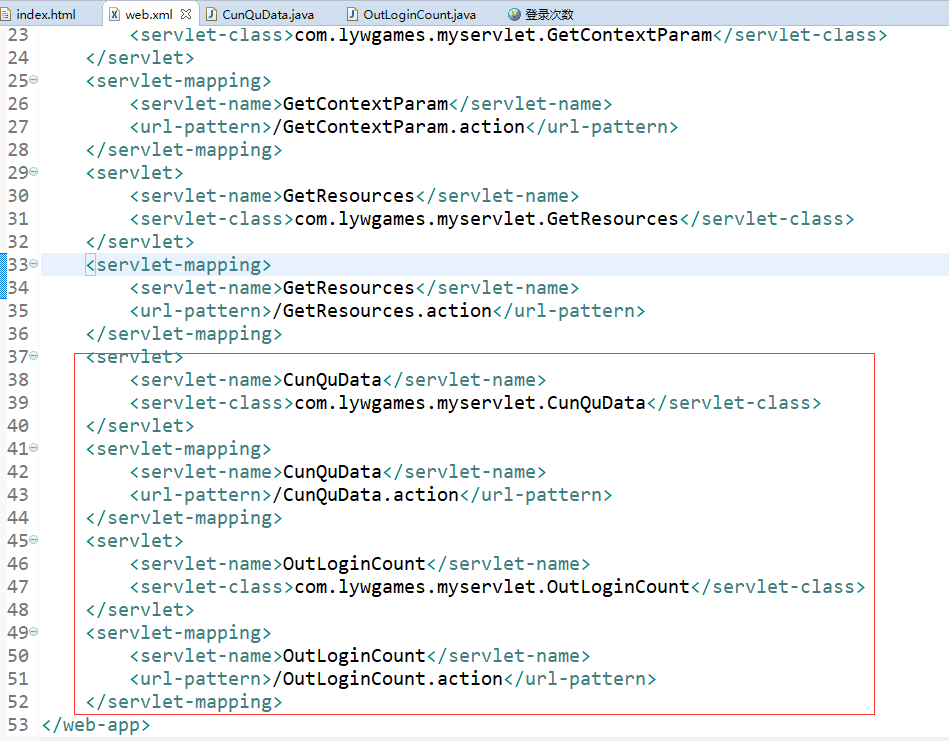 index.html web.xml CunQuData.java OutLoginCount.java 登录次数
23 <servlet-class>com.lywgames.myservlet.GetContextParam</servlet-class>
24 </servlet>
25 <servlet-mapping>
26 <servlet-name>GetContextParam</servlet-name>
27 <url-pattern>/GetContextParam.action</url-pattern>
28 </servlet-mapping>
29 <servlet>
30 <servlet-name>GetResources</servlet-name>
31 <servlet-class>com.lywgames.myservlet.GetResources</servlet-class>
32 </servlet>
33 <servlet-mapping>
34 <servlet-name>GetResources</servlet-name>
35 <url-pattern>/GetResources.action</url-pattern>
36 </servlet-mapping>
37 <servlet>
38 <servlet-name>CunQuData</servlet-name>
39 <servlet-class>com.lywgames.myservlet.CunQuData</servlet-class>
40 </servlet>
41 <servlet-mapping>
42 <servlet-name>CunQuData</servlet-name>
43 <url-pattern>/CunQuData.action</url-pattern>
44 </servlet-mapping>
45 <servlet>
46 <servlet-name>OutLoginCount</servlet-name>
47 <servlet-class>com.lywgames.myservlet.OutLoginCount</servlet-class>
48 </servlet>
49 <servlet-mapping>
50 <servlet-name>OutLoginCount</servlet-name>
51 <url-pattern>/OutLoginCount.action</url-pattern>
52 </servlet-mapping>
53 </web-app>